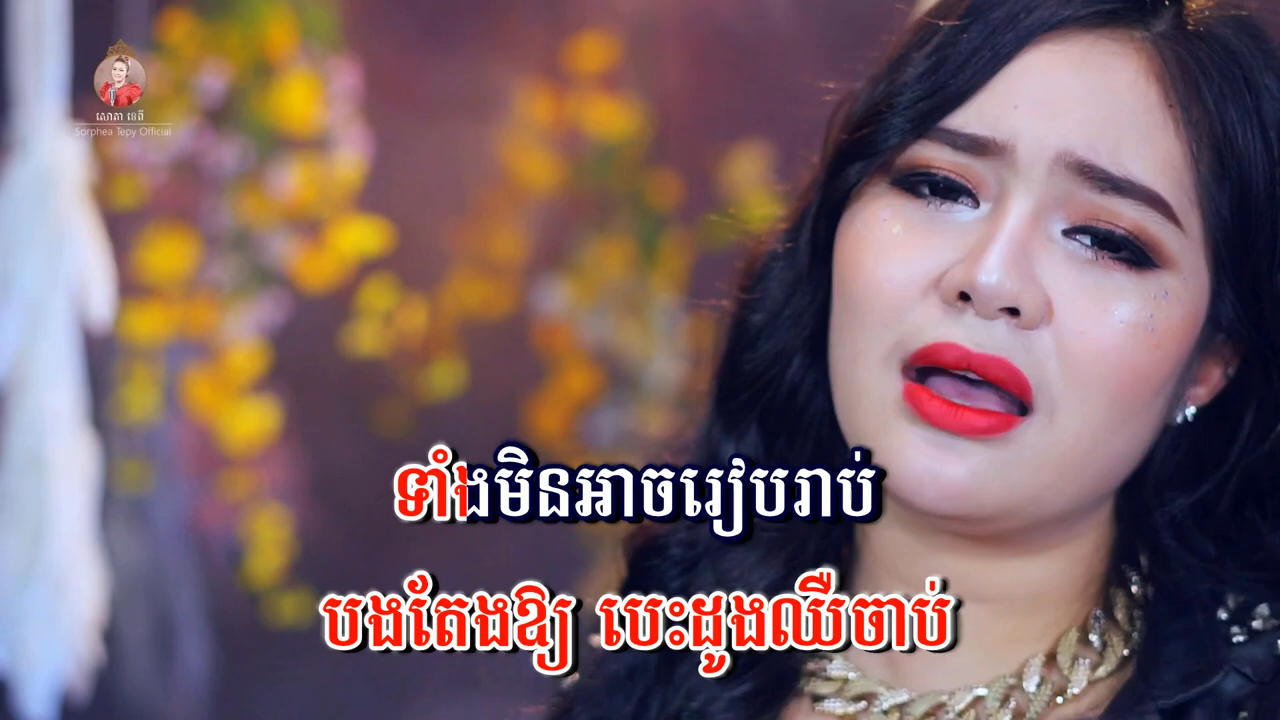 សោភា ទេពី
Sorphea Tepy Official
ទាំងមិនអាចរៀបរាប់
បងតែងឱ្យ បេះដូងឈឺចាប់